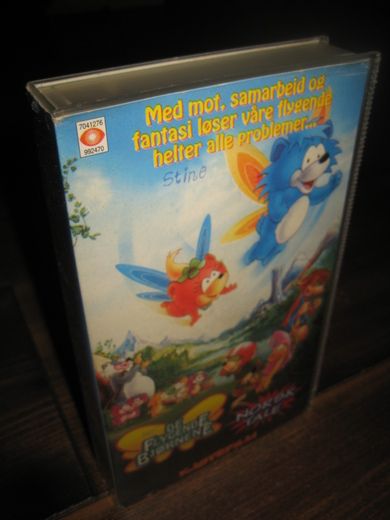 7041276
992470
Med mot, samarbeid og
fantasi løser våre flygende
helter alle problemer...
Stine
DE
FLYGENDE
BJØRNENE
NORSK
TALE